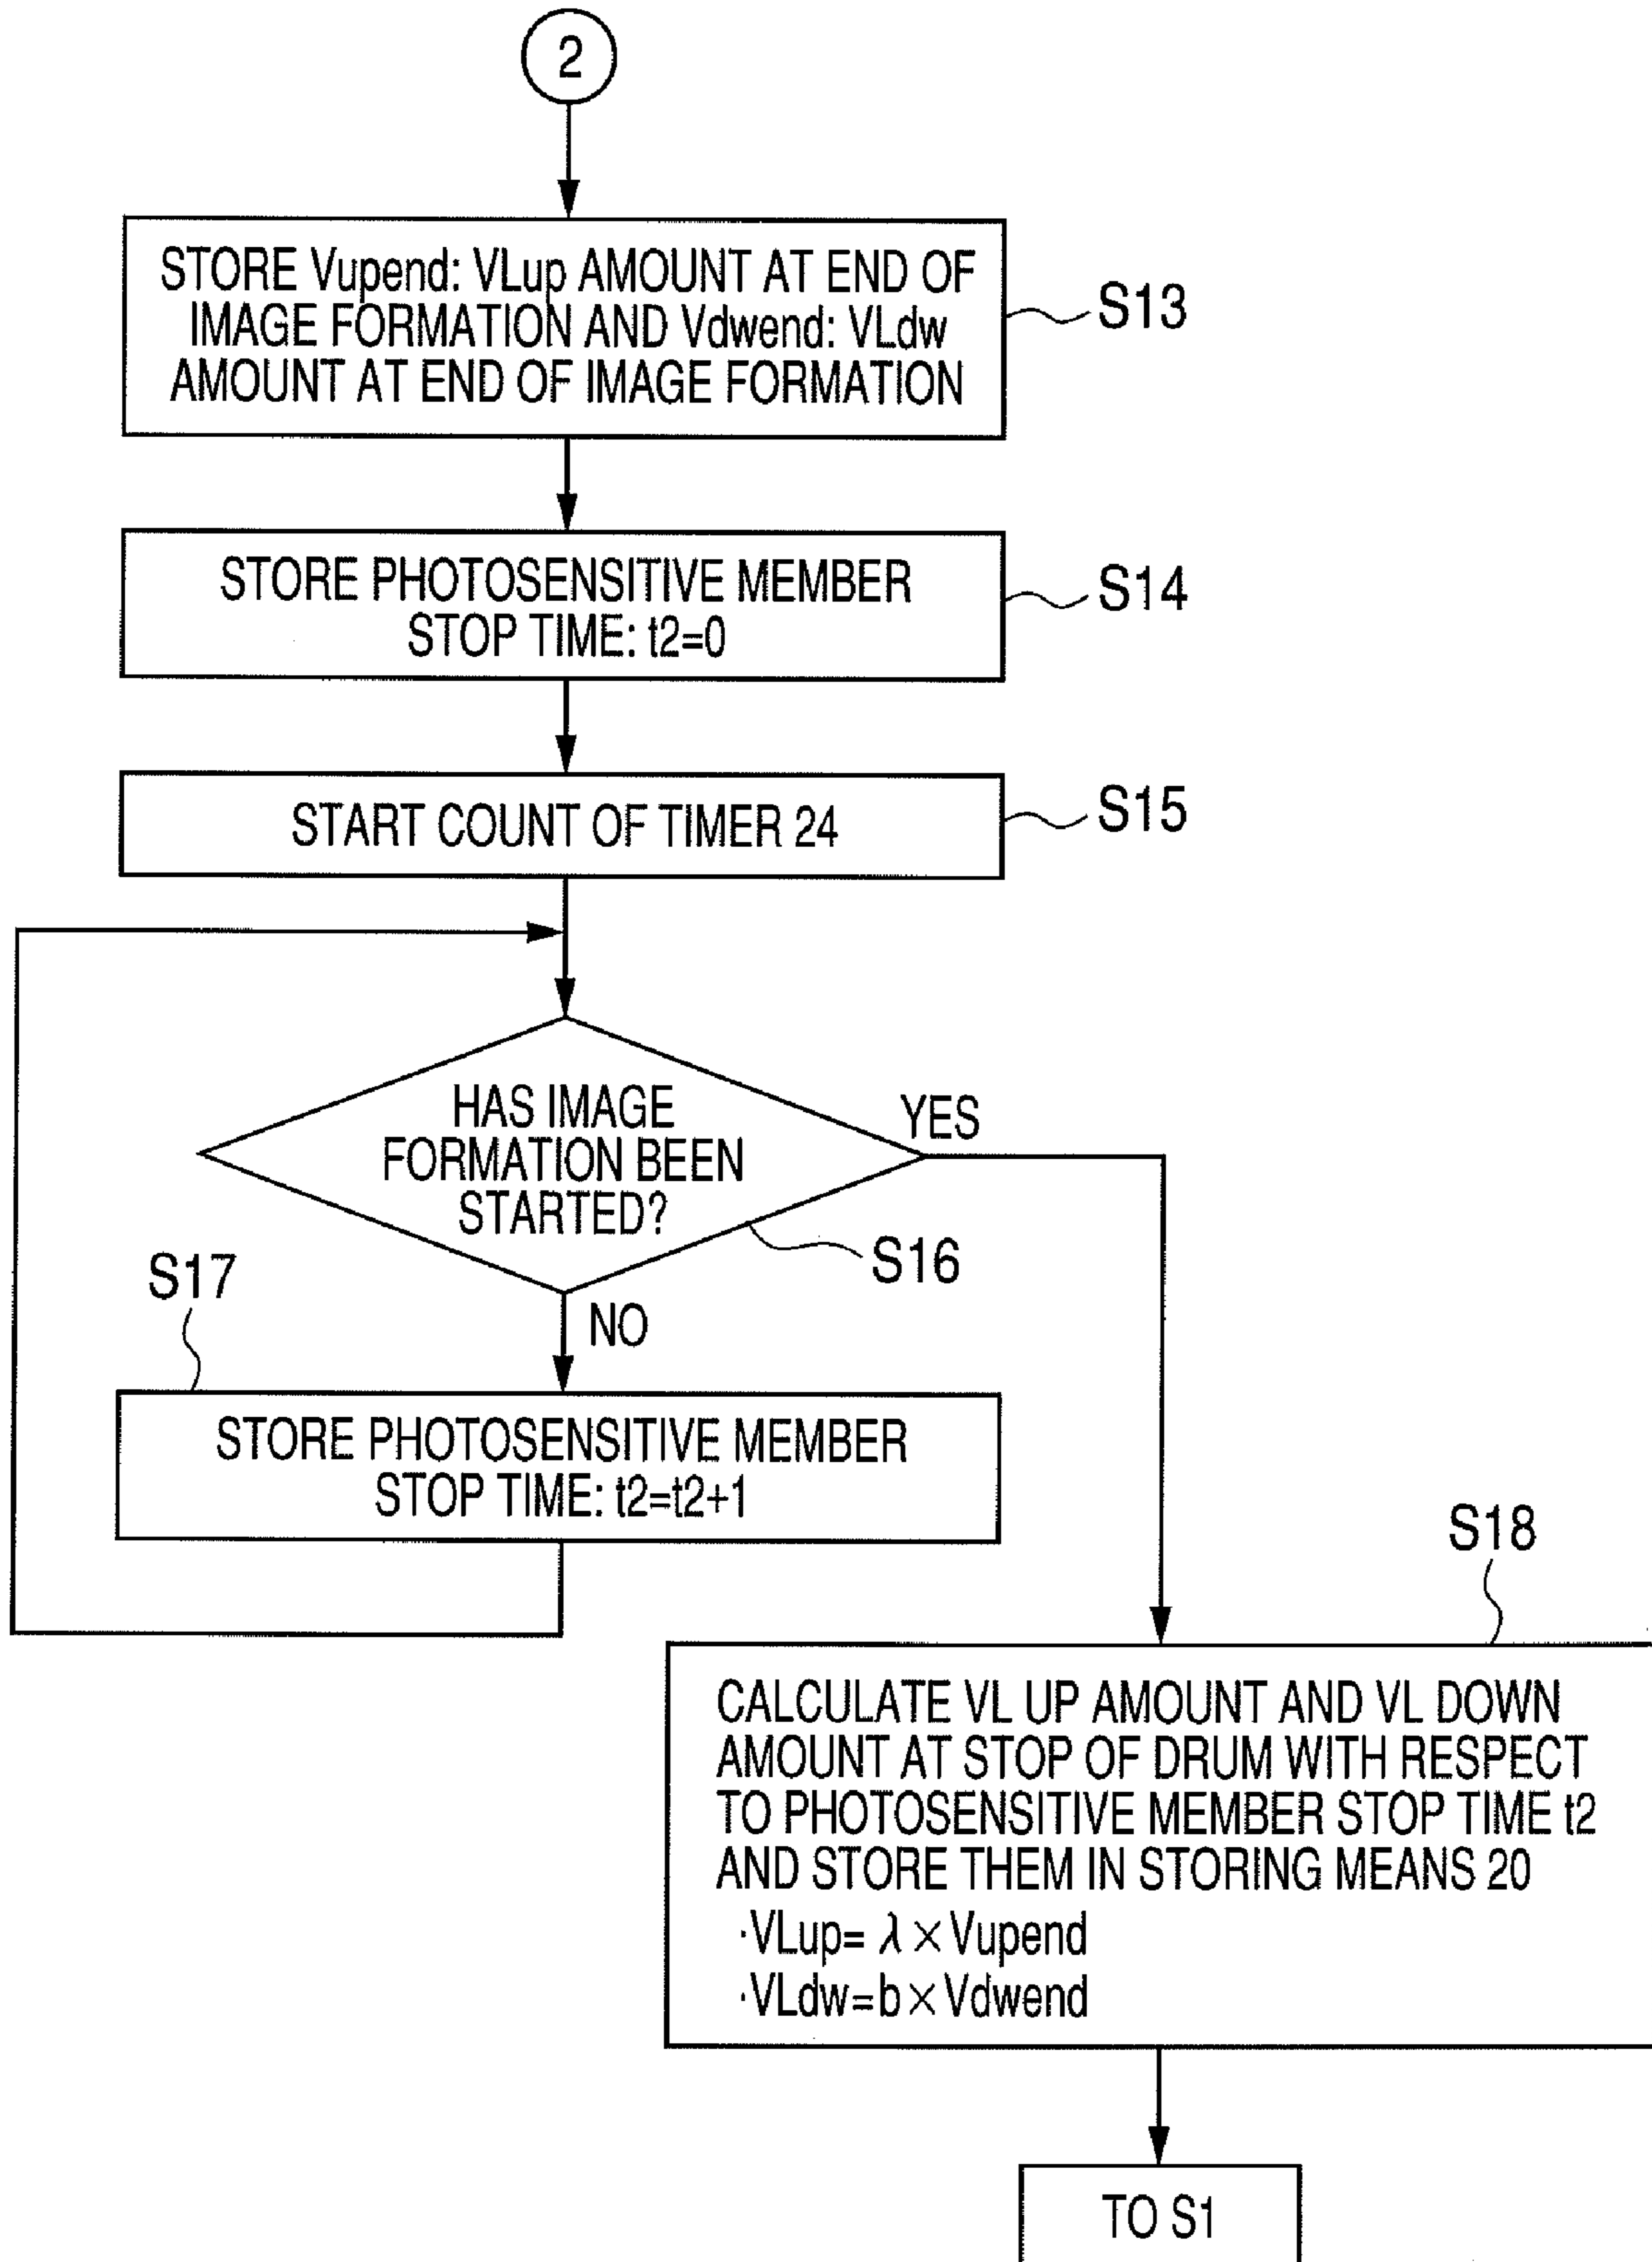 2
STORE Vupend: VLup AMOUNT AT END OF
IMAGE FORMATION AND Vdwend: VLdw
AMOUNT AT END OF IMAGE FORMATION
S13
STORE PHOTOSENSITIVE MEMBER
STOP TIME: t2=0
S14
START COUNT OF TIMER 24
S15
HAS IMAGE
FORMATION BEEN
STARTED?
YES
S16
NO
S17
STORE PHOTOSENSITIVE MEMBER
STOP TIME: t2=t2+1
S18
CALCULATE VL UP AMOUNT AND VL DOWN
AMOUNT AT STOP OF DRUM WITH RESPECT
TO PHOTOSENSITIVE MEMBER STOP TIME t2
AND STORE THEM IN STORING MEANS 20
·VLup= λ×Vupend
·VLdw=b×Vdwend
TO S1